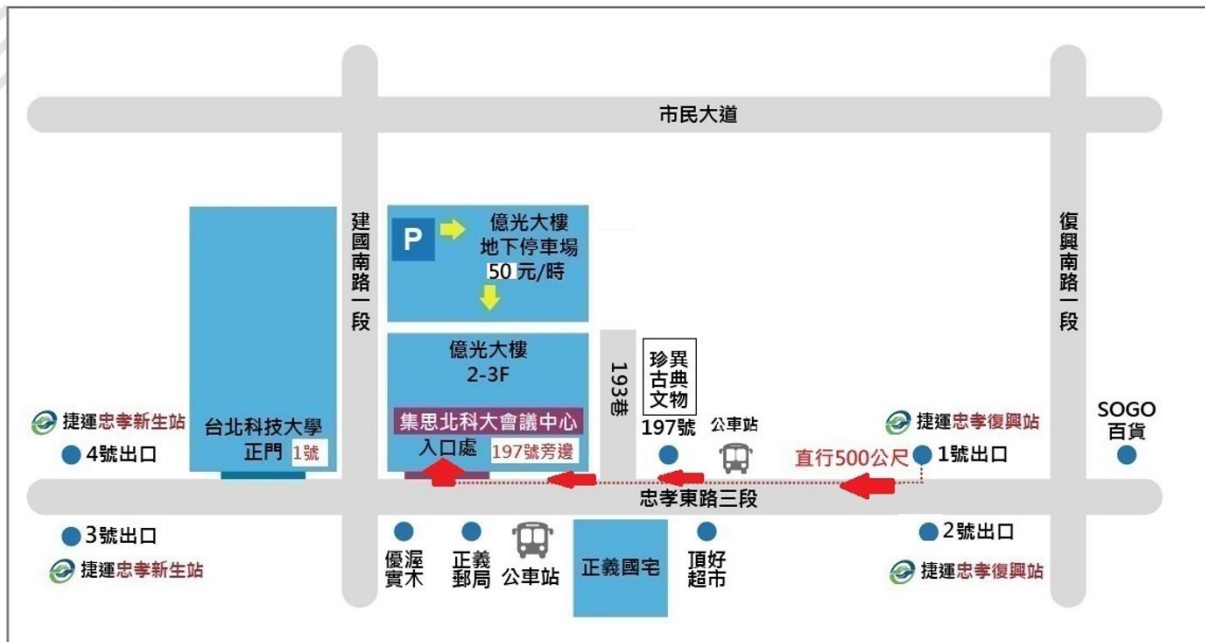 市民大道
建國南路一段
復興南路一段
P
億光大樓
地下停車場
50 元/時
億光大樓
2-3F
集思北科大會議中心
入口處 197號旁邊
193巷
珍異
古典
文物
197號
公車站
捷運忠孝新生站
4號出口
台北科技大學
正門 1號
直行500公尺
捷運忠孝復興站
1號出口
SOGO
百貨
忠孝東路三段
3號出口
捷運忠孝新生站
優渥
實木
正義
郵局
公車站
正義國宅
頂好
超市
2號出口
捷運忠孝復興站